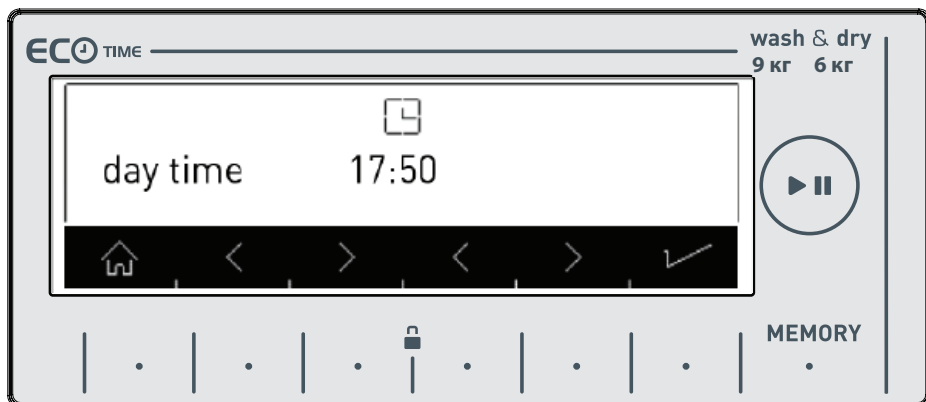 ECO TIME
wash & dry
9 кг 6 кг
day time 17:50
MEMORY